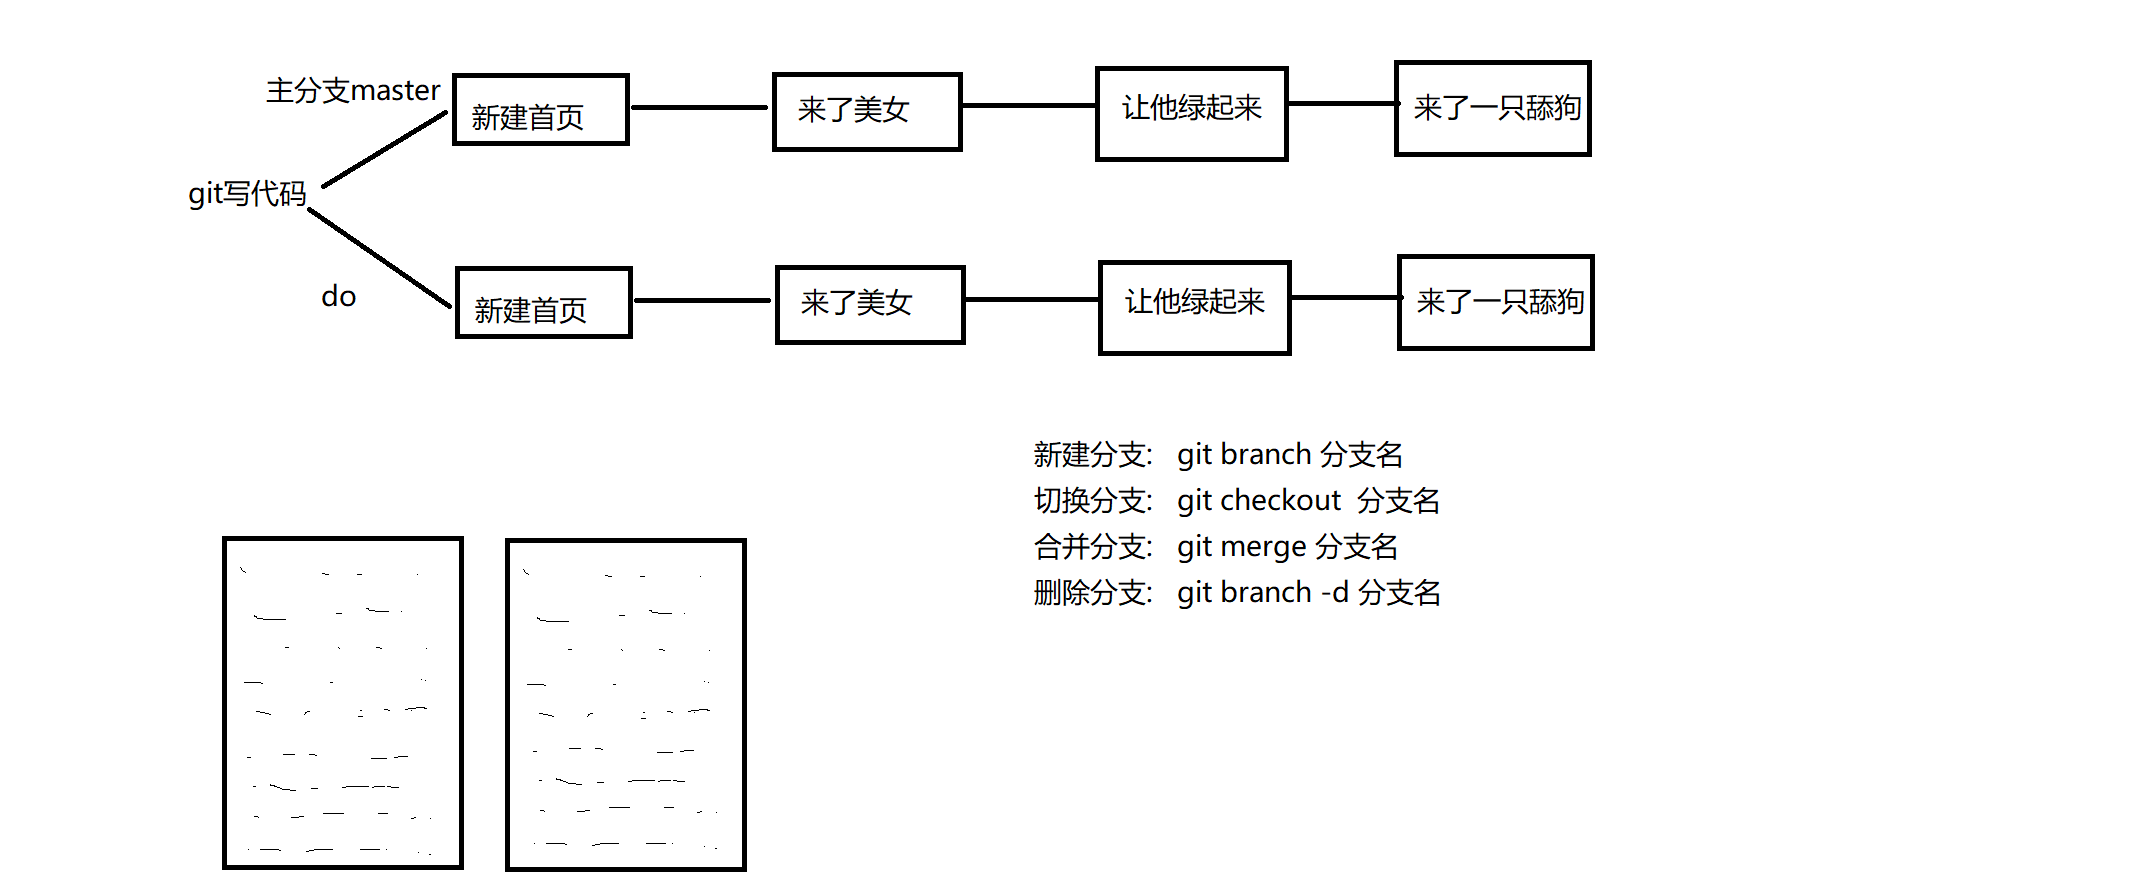 主分支master
新建首页
来了美女
让他绿起来
来了一只舔狗
git写代码
do
新建首页
来了美女
让他绿起来
来了一只舔狗
新建分支: git branch 分支名
切换分支: git checkout 分支名
合并分支: git merge 分支名
删除分支: git branch -d 分支名